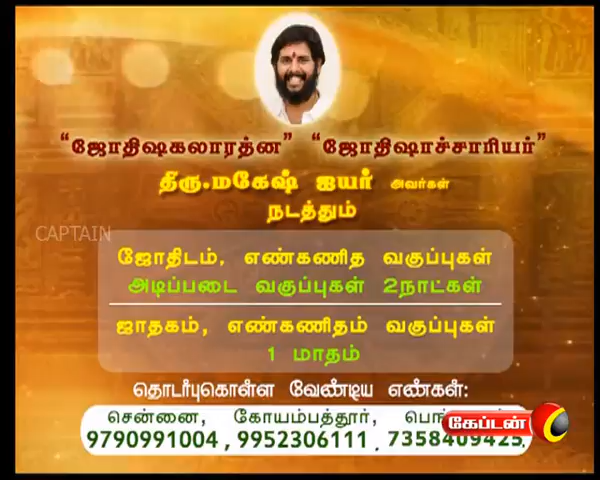 “ஜோதிஷகலாரத்ன” “ஜோதிஷாச்சாரியர்”
திரு.மகேஷ் ஐயர் அவர்கள்
நடத்தும்
CAPTAIN
ஜோதிடம், எண்கணித வகுப்புகள்
அடிப்படை வகுப்புகள் 2நாட்கள்
ஜாதகம், எண்கணிதம் வகுப்புகள்
1 மாதம்
தொடர்புகொள்ள வேண்டிய எண்கள்:
சென்னை, கோயம்பத்தூர்,
கேப்டன்
9790991004 , 9952306111 , 7358409425,